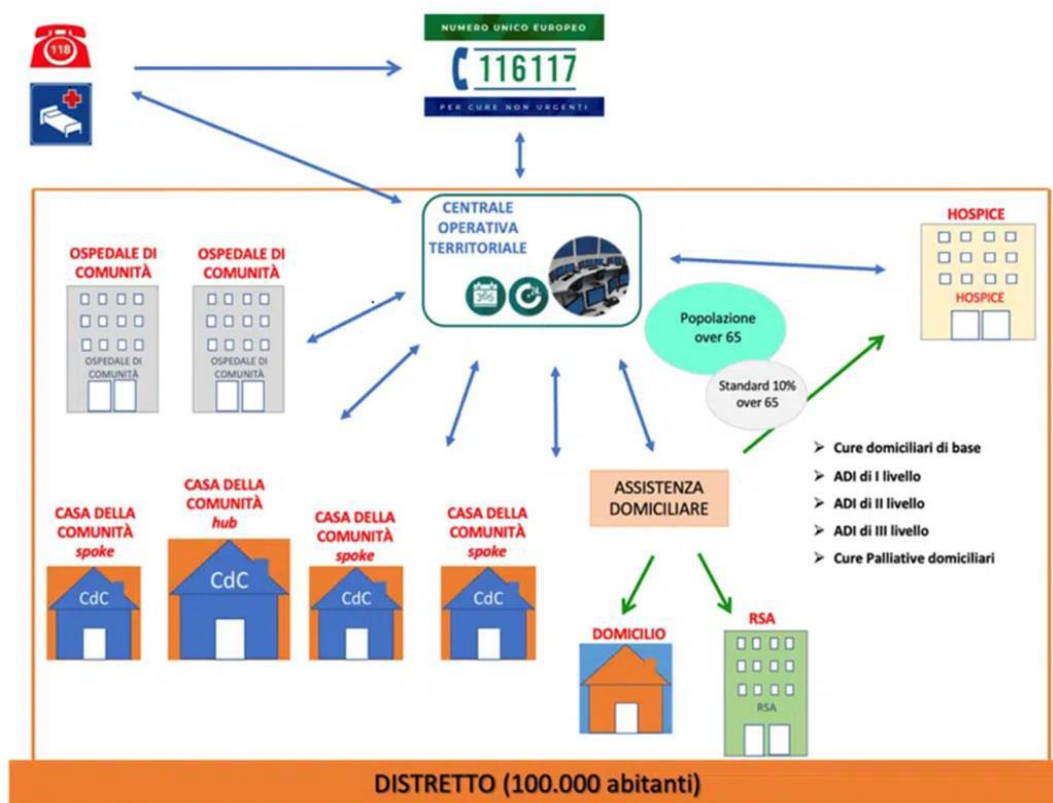 118
NUMERO UNICO EUROPEO
116117
PER CURE NON URGENTI
CENTRALE
OPERATIVA
TERRITORIALE
365
24
OSPEDALE DI
COMUNITÀ
OSPEDALE DI
COMUNITÀ
OSPEDALE DI
COMUNITÀ
OSPEDALE DI
COMUNITÀ
HOSPICE
HOSPICE
Popolazione
over 65
Standard 10%
over 65
➢ Cure domiciliari di base
➢ ADI di I livello
➢ ADI di II livello
➢ ADI di III livello
➢ Cure Palliative domiciliari
ASSISTENZA
DOMICILIARE
CASA DELLA
COMUNITÀ
spoke
CdC
CASA DELLA
COMUNITÀ
hub
CdC
CASA DELLA
COMUNITÀ
spoke
CdC
CASA DELLA
COMUNITÀ
spoke
CdC
DOMICILIO
RSA
RSA
DISTRETTO (100.000 abitanti)